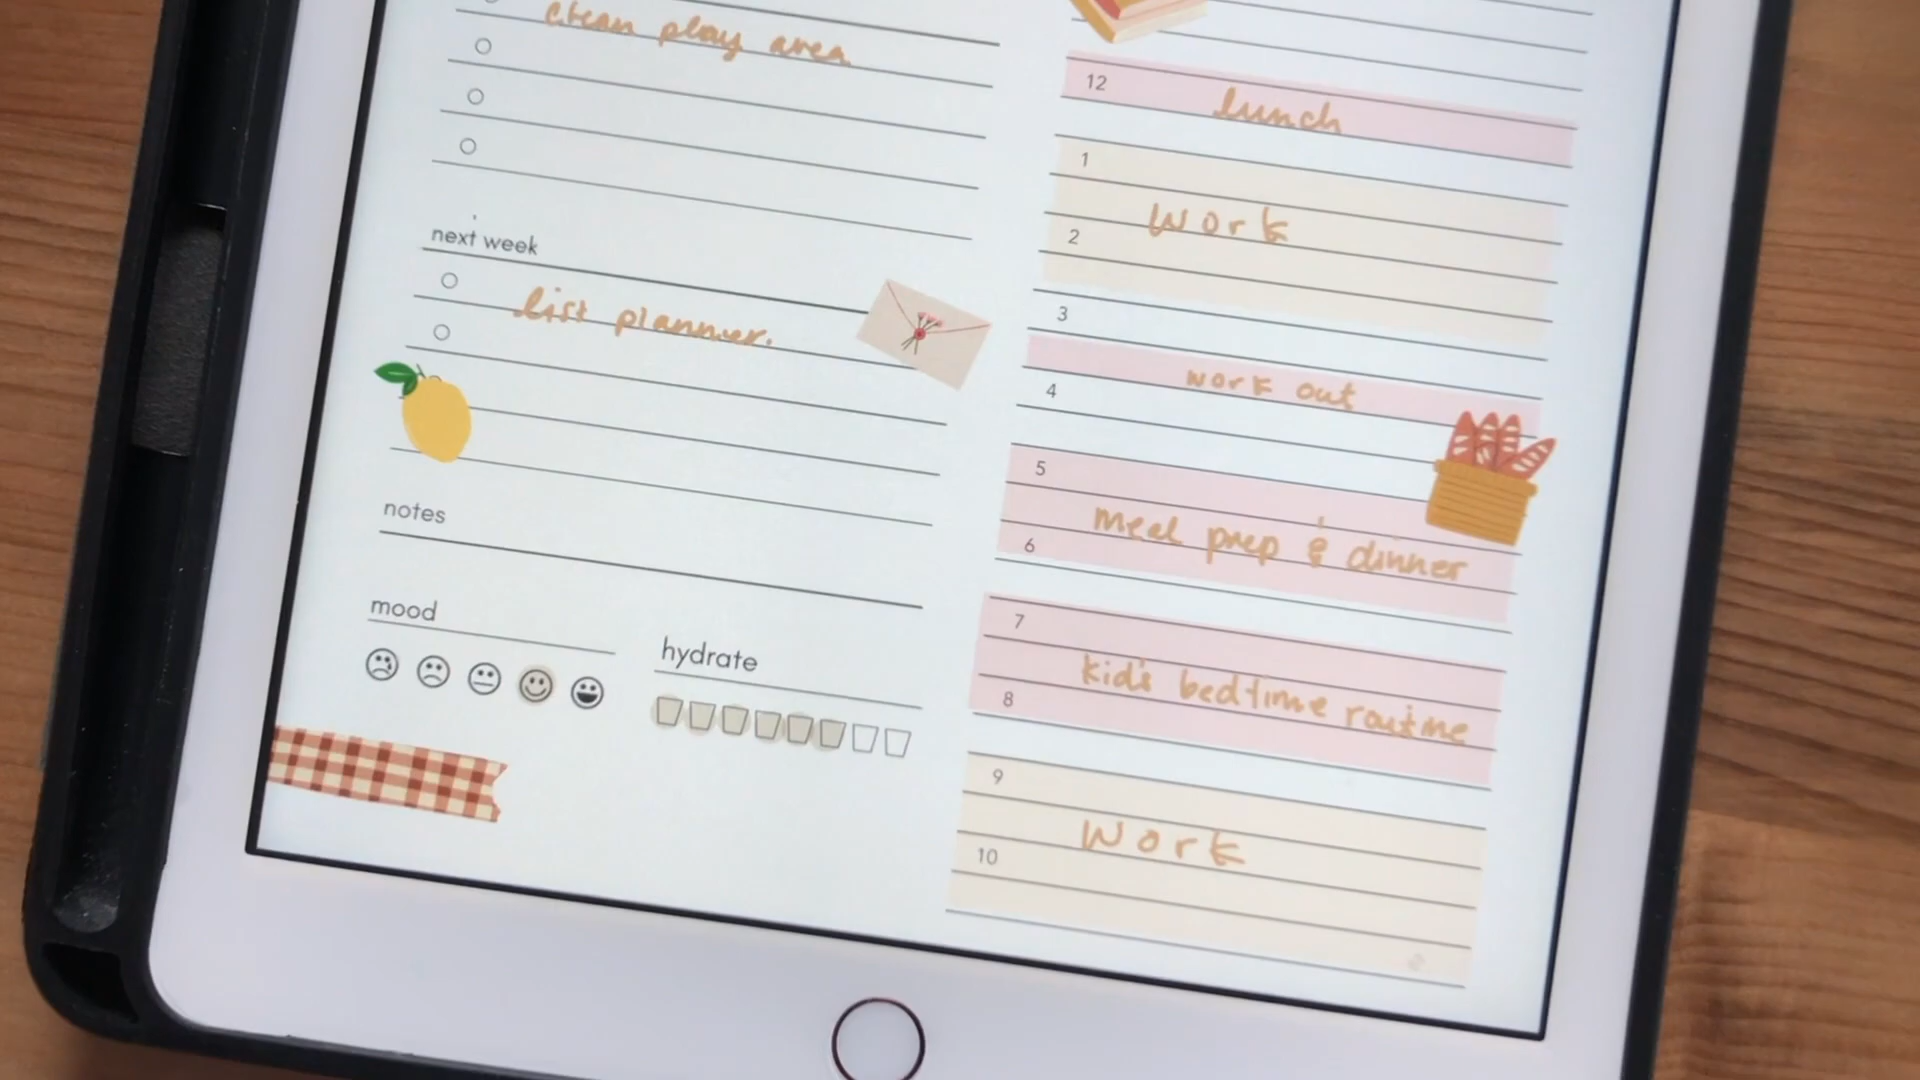 clean play area
next week
list planner.
notes
mood
hydrate
12
lunch
1
work
2
3
work out
4
5
meal prep & dinner
6
7
kid's bedtime routine
8
9
work
10